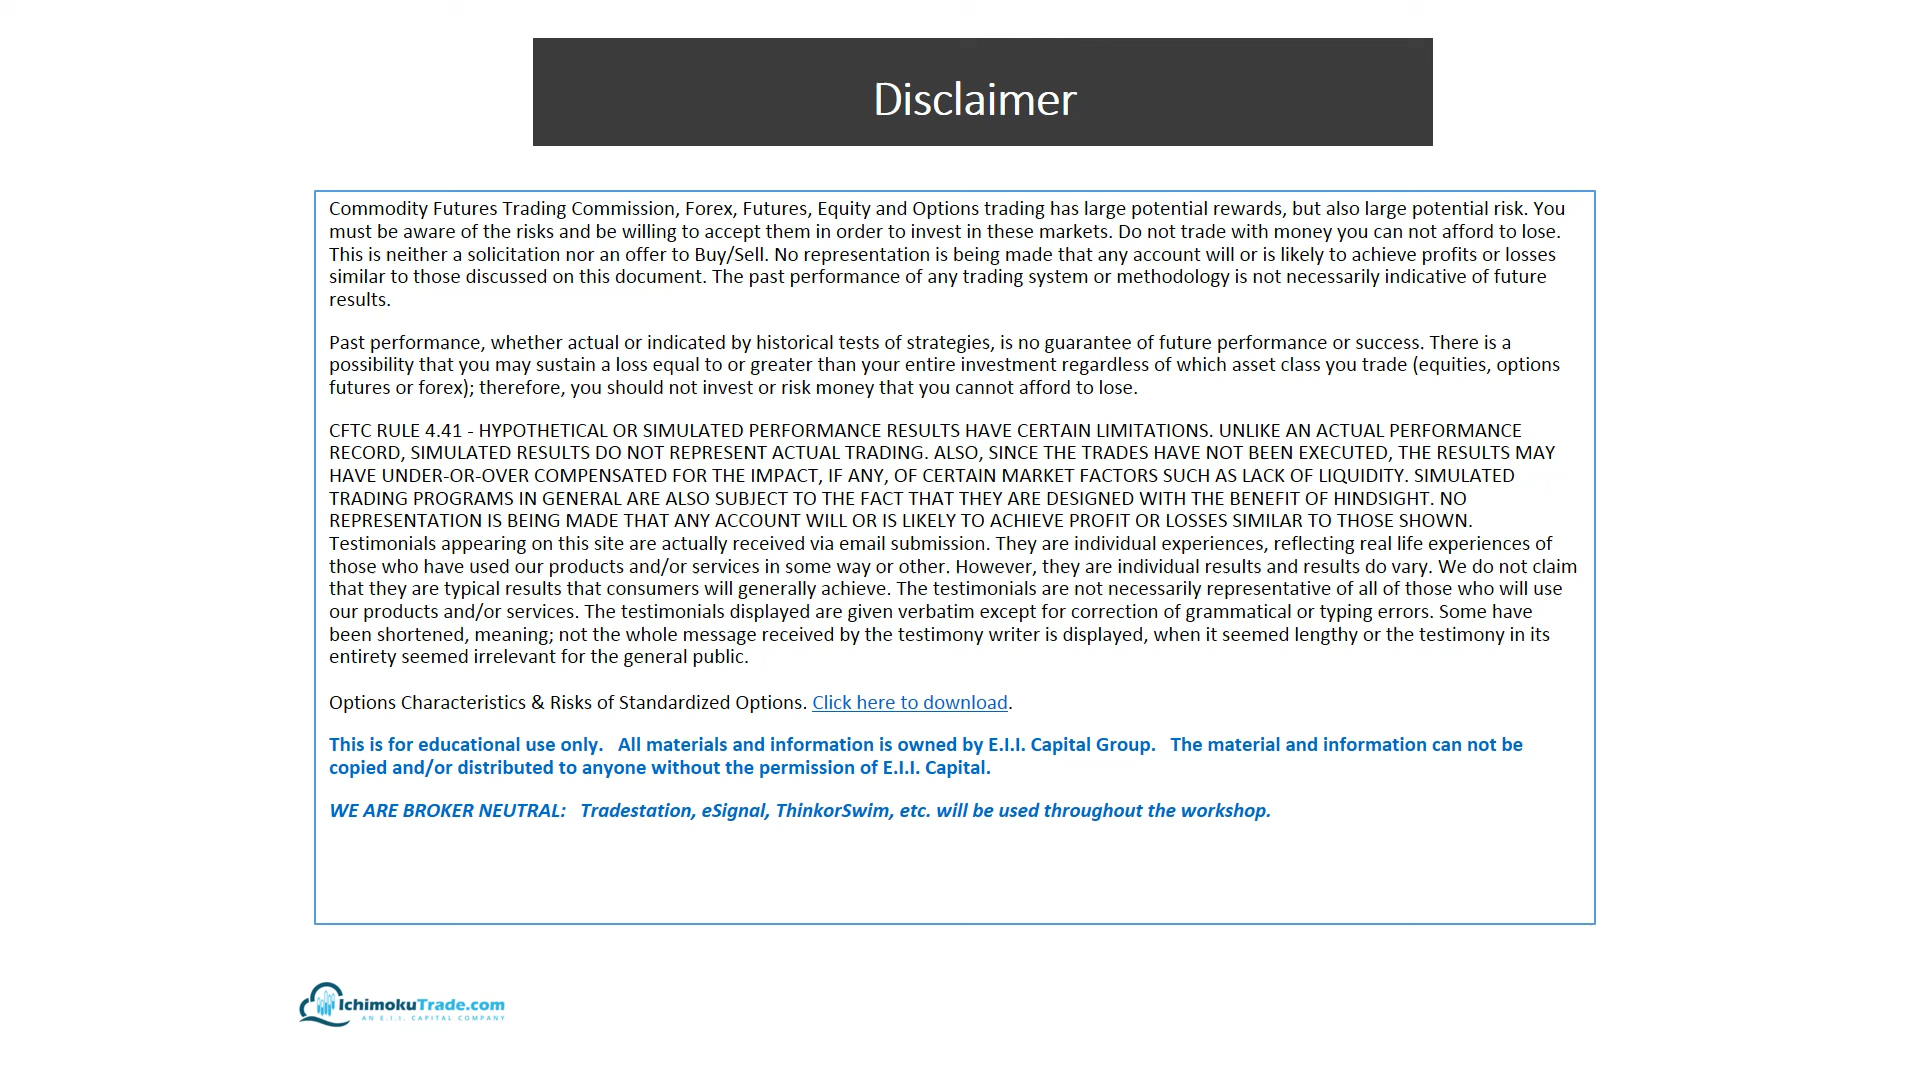 Disclaimer
Commodity Futures Trading Commission, Forex, Futures, Equity and Options trading has large potential rewards, but also large potential risk. You
must be aware of the risks and be willing to accept them in order to invest in these markets. Do not trade with money you can not afford to lose.
This is neither a solicitation nor an offer to Buy/Sell. No representation is being made that any account will or is likely to achieve profits or losses
similar to those discussed on this document. The past performance of any trading system or methodology is not necessarily indicative of future
results.
Past performance, whether actual or indicated by historical tests of strategies, is no guarantee of future performance or success. There is a
possibility that you may sustain a loss equal to or greater than your entire investment regardless of which asset class you trade (equities, options
futures or forex); therefore, you should not invest or risk money that you cannot afford to lose.
CFTC RULE 4.41 - HYPOTHETICAL OR SIMULATED PERFORMANCE RESULTS HAVE CERTAIN LIMITATIONS. UNLIKE AN ACTUAL PERFORMANCE
RECORD, SIMULATED RESULTS DO NOT REPRESENT ACTUAL TRADING. ALSO, SINCE THE TRADES HAVE NOT BEEN EXECUTED, THE RESULTS MAY
HAVE UNDER-OR-OVER COMPENSATED FOR THE IMPACT, IF ANY, OF CERTAIN MARKET FACTORS SUCH AS LACK OF LIQUIDITY. SIMULATED
TRADING PROGRAMS IN GENERAL ARE ALSO SUBJECT TO THE FACT THAT THEY ARE DESIGNED WITH THE BENEFIT OF HINDSIGHT. NO
REPRESENTATION IS BEING MADE THAT ANY ACCOUNT WILL OR IS LIKELY TO ACHIEVE PROFIT OR LOSSES SIMILAR TO THOSE SHOWN.
Testimonials appearing on this site are actually received via email submission. They are individual experiences, reflecting real life experiences of
those who have used our products and/or services in some way or other. However, they are individual results and results do vary. We do not claim
that they are typical results that consumers will generally achieve. The testimonials are not necessarily representative of all of those who will use
our products and/or services. The testimonials displayed are given verbatim except for correction of grammatical or typing errors. Some have
been shortened, meaning; not the whole message received by the testimony writer is displayed, when it seemed lengthy or the testimony in its
entirety seemed irrelevant for the general public.
Options Characteristics & Risks of Standardized Options. Click here to download.
This is for educational use only. All materials and information is owned by E.I.I. Capital Group. The material and information can not be
copied and/or distributed to anyone without the permission of E.I.I. Capital.
WE ARE BROKER NEUTRAL: Tradestation, eSignal, ThinkorSwim, etc. will be used throughout the workshop.
IchimokuTrade.com
AN E.I.I. CAPITAL COMPANY